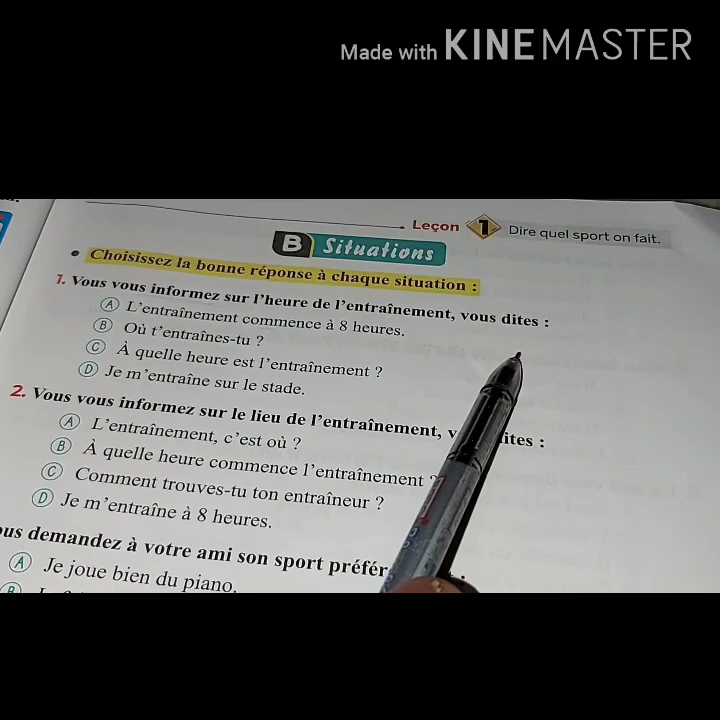 Made with KINEMASTER
Leçon 1 Dire quel sport on fait.
B Situations
• Choisissez la bonne réponse à chaque situation :
1. Vous vous informez sur l'heure de l'entraînement, vous dites :
A L'entraînement commence à 8 heures.
B Où t'entraînes-tu ?
C À quelle heure est l'entraînement ?
D Je m'entraîne sur le stade.
2. Vous vous informez sur le lieu de l'entraînement, v ites :
A L'entraînement, c'est où ?
B À quelle heure commence l'entraînement ?
C Comment trouves-tu ton entraîneur ?
D Je m'entraîne à 8 heures.
ous demandez à votre ami son sport préfér :
A Je joue bien du piano.
B